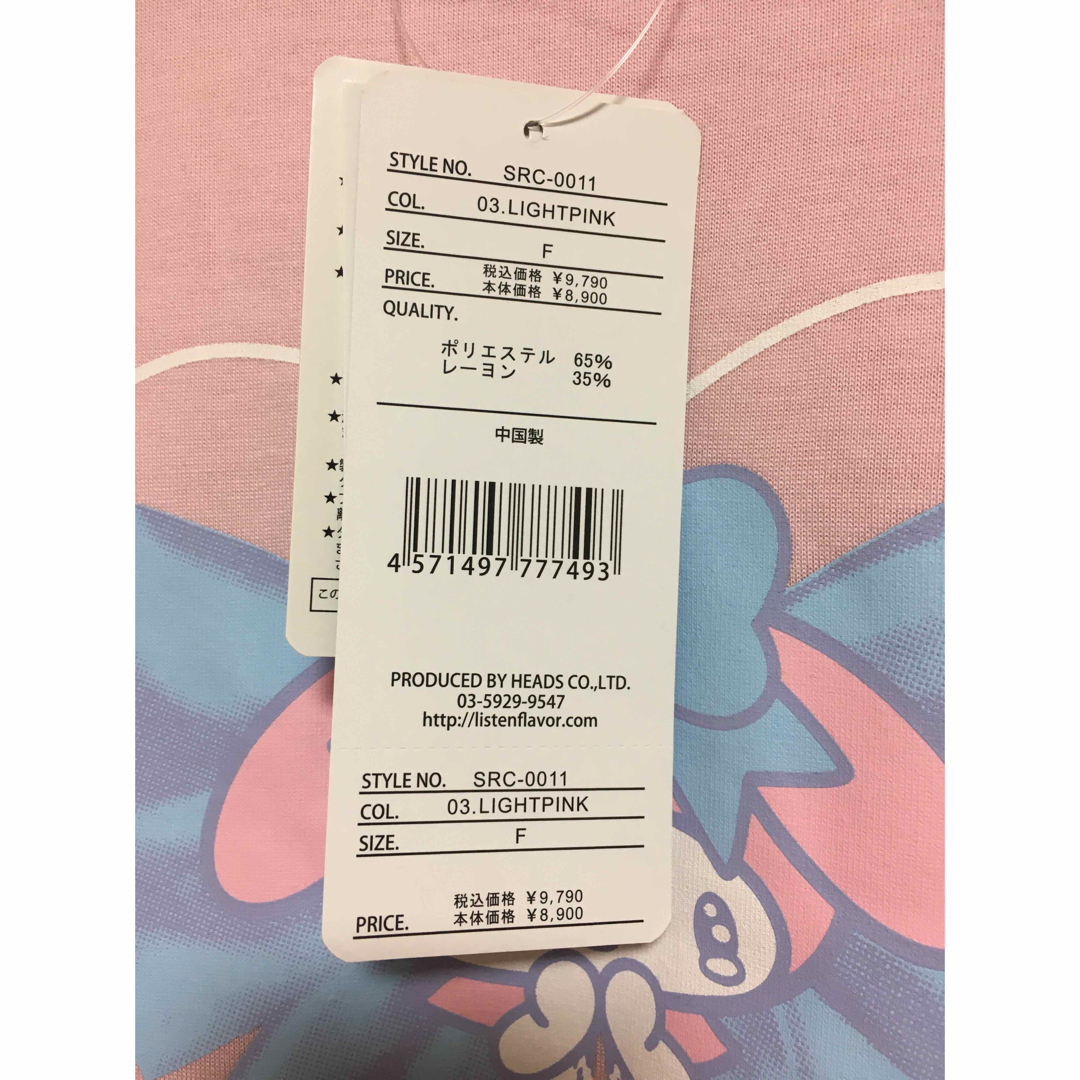 STYLE NO. SRC-0011
COL. 03.LIGHTPINK
SIZE. F
PRICE. 税込価格 ¥9,790
本体価格 ¥8,900
QUALITY.
ポリエステル 65%
レーヨン 35%
中国製
4 571497 777493
PRODUCED BY HEADS CO.,LTD.
03-5929-9547
http://listenflavor.com
STYLE NO. SRC-0011
COL. 03.LIGHTPINK
SIZE. F
税込価格 ¥9,790
PRICE. 本体価格 ¥8,900
★
★
★
★
★
★
★
★
この